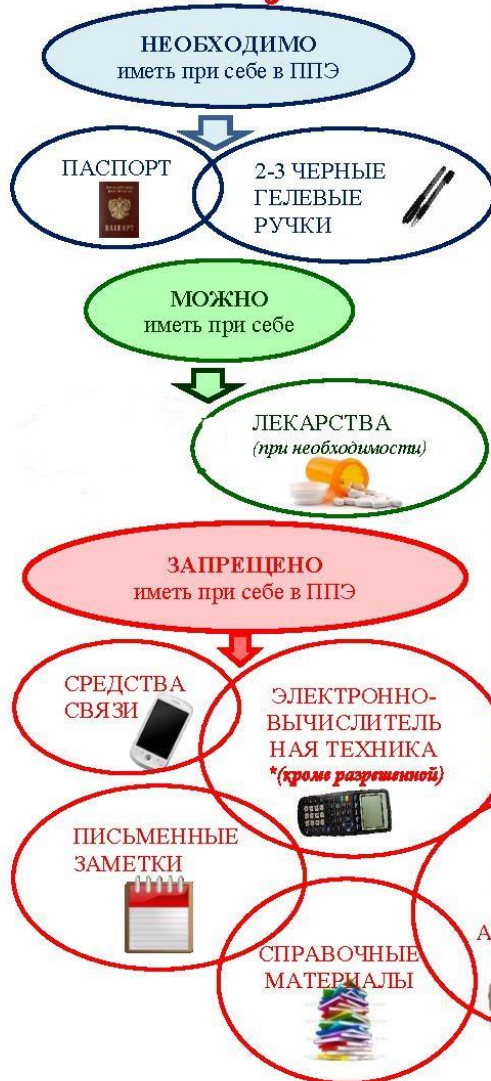 НЕОБХОДИМО
иметь при себе в ППЭ
ПАСПОРТ
2-3 ЧЕРНЫЕ
ГЕЛЕВЫЕ
РУЧКИ
МОЖНО
иметь при себе
ЛЕКАРСТВА
(при необходимости)
ЗАПРЕЩЕНО
иметь при себе в ППЭ
СРЕДСТВА
СВЯЗИ
ЭЛЕКТРОННО-
ВЫЧИСЛИТЕЛЬ
НАЯ ТЕХНИКА
*(кроме разрешенной)
ПИСЬМЕННЫЕ
ЗАМЕТКИ
СПРАВОЧНЫЕ
МАТЕРИАЛЫ